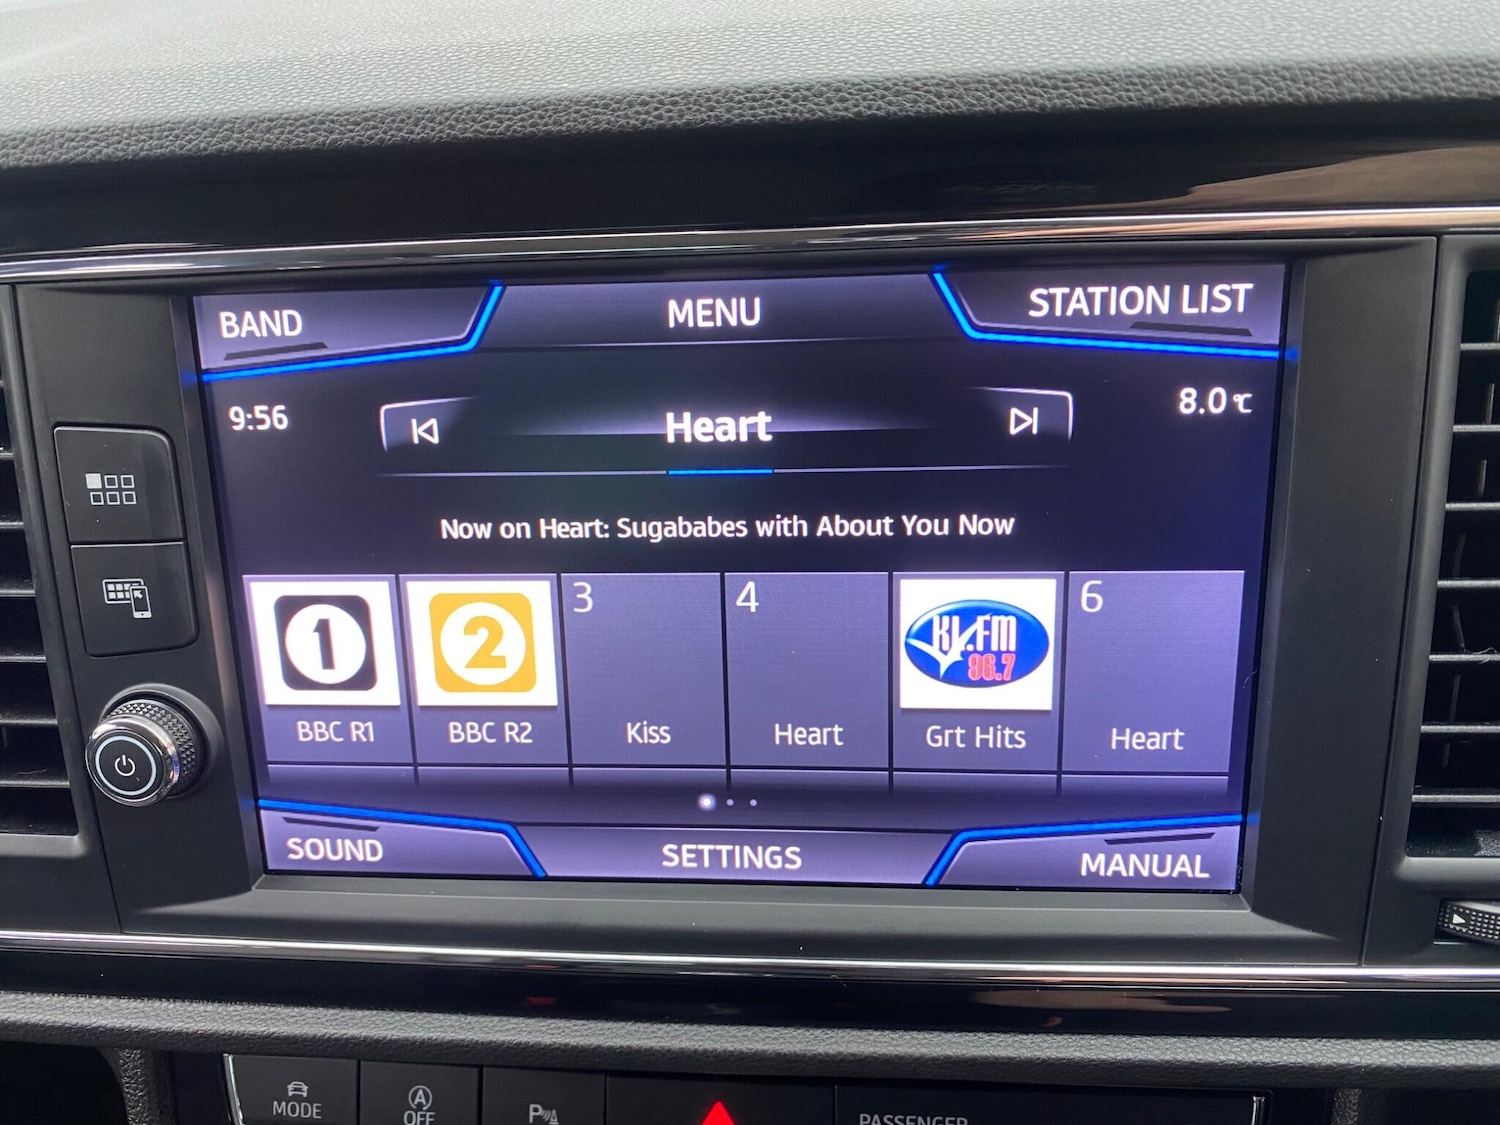 BAND
MENU
STATION LIST
9:56
Heart
8.0 °C
Now on Heart: Sugababes with About You Now
1
2
3
4
KL.FM
96.7
6
BBC R1
BBC R2
Kiss
Heart
Grt Hits
Heart
SOUND
SETTINGS
MANUAL
MODE
A
OFF
P
PASSENGER